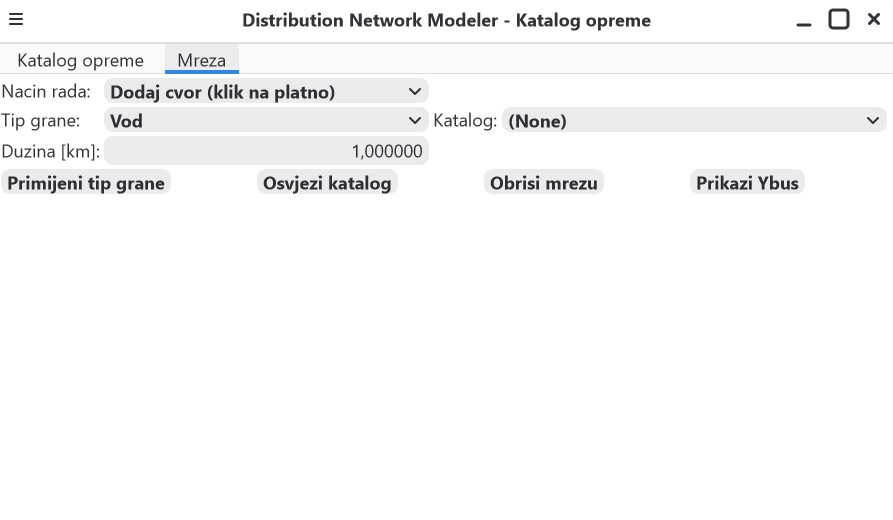 Distribution Network Modeler - Katalog opreme
Katalog opreme Mreza
Nacin rada: Dodaj cvor (klik na platno)
Tip grane: Vod Katalog: (None)
Duzina [km]: 1,000000
Primijeni tip grane Osvjezi katalog Obrisi mrezu Prikazi Ybus